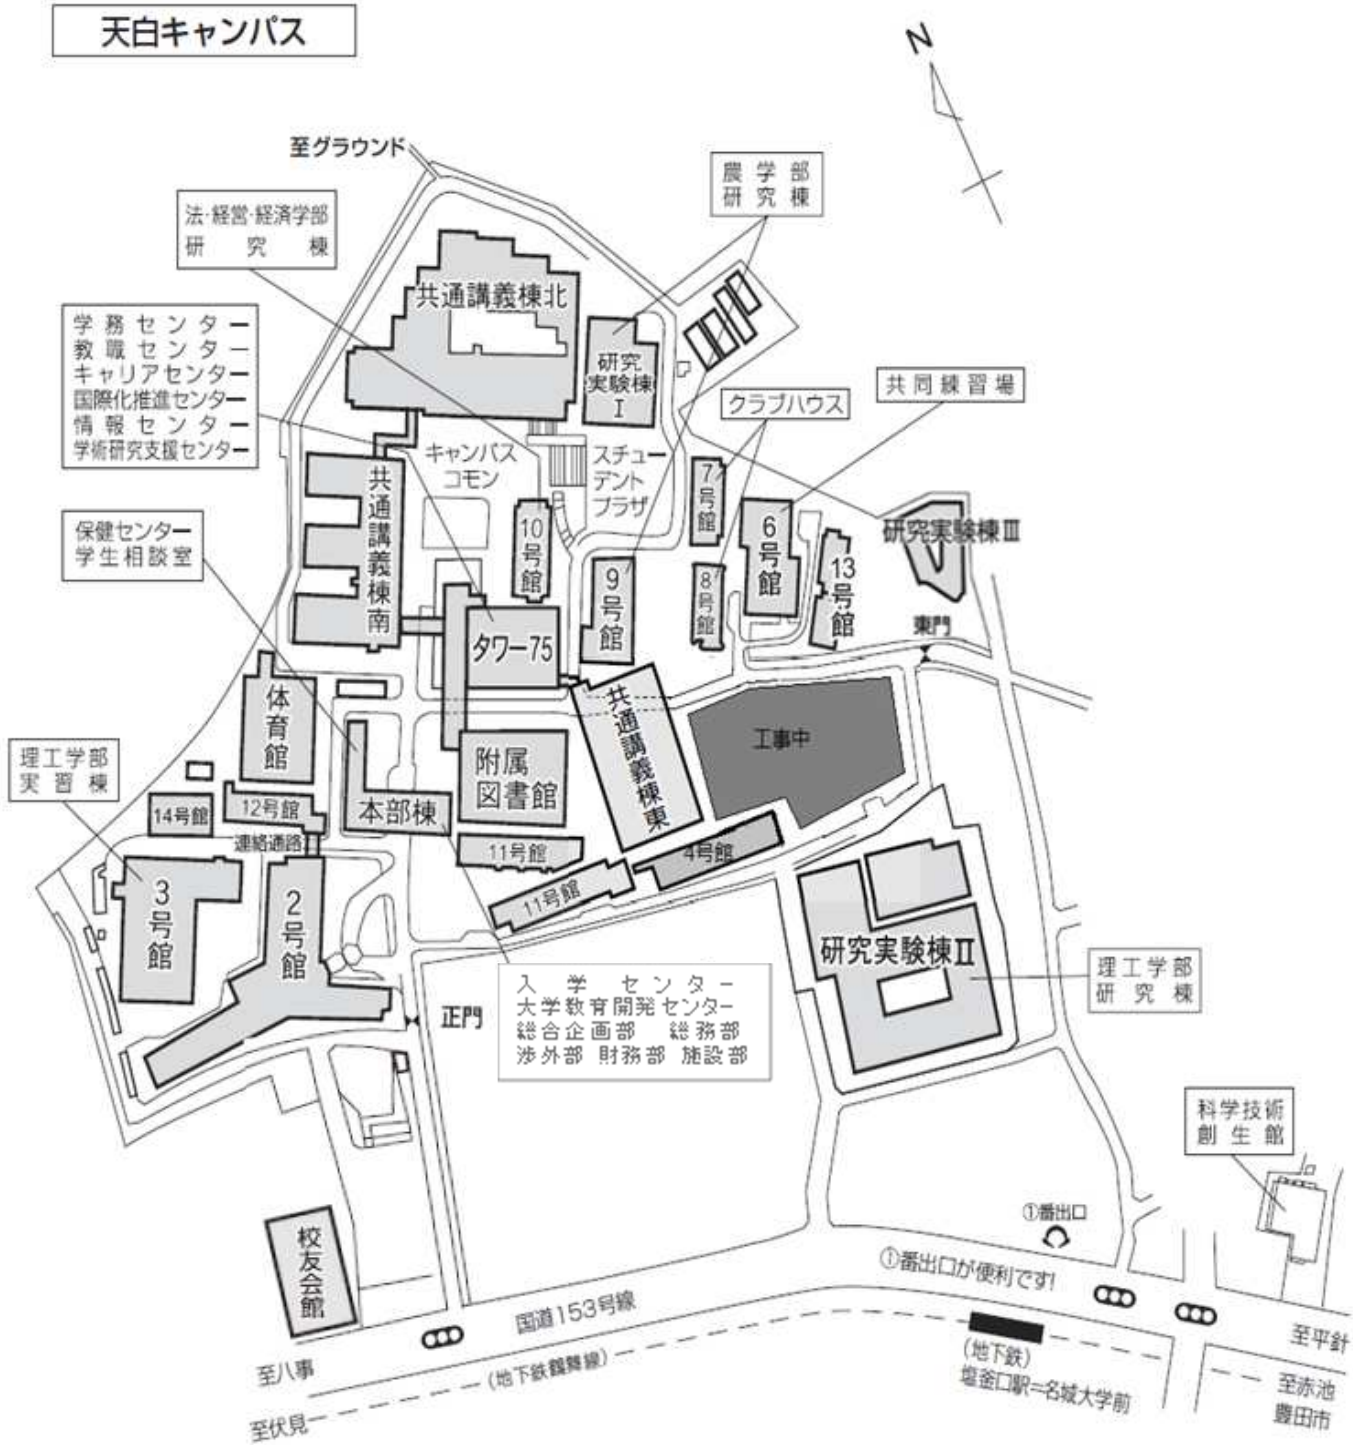 天白キャンパス
N
至グラウンド
農学部
研究棟
法・経営・経済学部
研究棟
共通講義棟北
学務センター
教職センター
キャリアセンター
国際化推進センター
情報センター
学術研究支援センター
研究
実験棟
I
クラブハウス
共同練習場
キャンパス
コモン
スチュー
デント
プラザ
共通講義棟南
保健センター
学生相談室
10号館
7号館
6号館
研究実験棟Ⅲ
9号館
8号館
13号館
東門
タワー75
体育館
共通講義棟東
工事中
理工学部
実習棟
附属
図書館
14号館
12号館
本部棟
連絡通路
11号館
4号館
11号館
3号館
2号館
研究実験棟Ⅱ
理工学部
研究棟
入学センター
大学教育開発センター
総合企画部 総務部
渉外部 財務部 施設部
正門
科学技術
創生館
①番出口
校友会館
①番出口が便利です!
国道153号線
至八事
(地下鉄鶴舞線)
(地下鉄)
塩釜口駅=名城大学前
至平針
至赤池
豊田市
至伏見